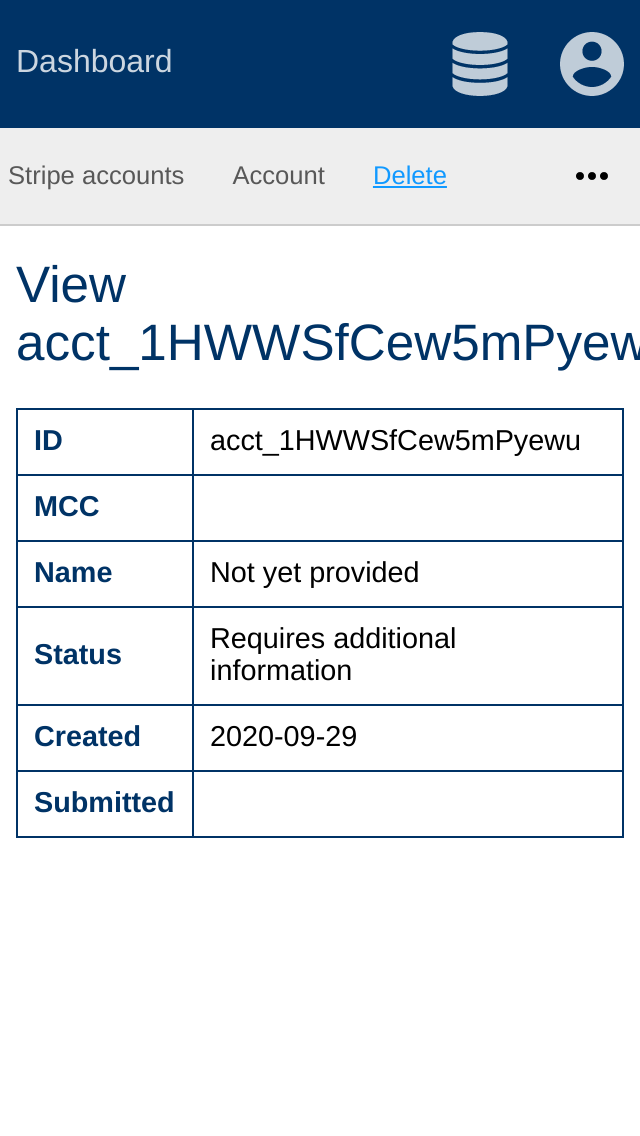 Dashboard
Stripe accounts Account Delete
View
acct_1HWWSfCew5mPyew
ID acct_1HWWSfCew5mPyewu
MCC
Name Not yet provided
Status Requires additional
information
Created 2020-09-29
Submitted